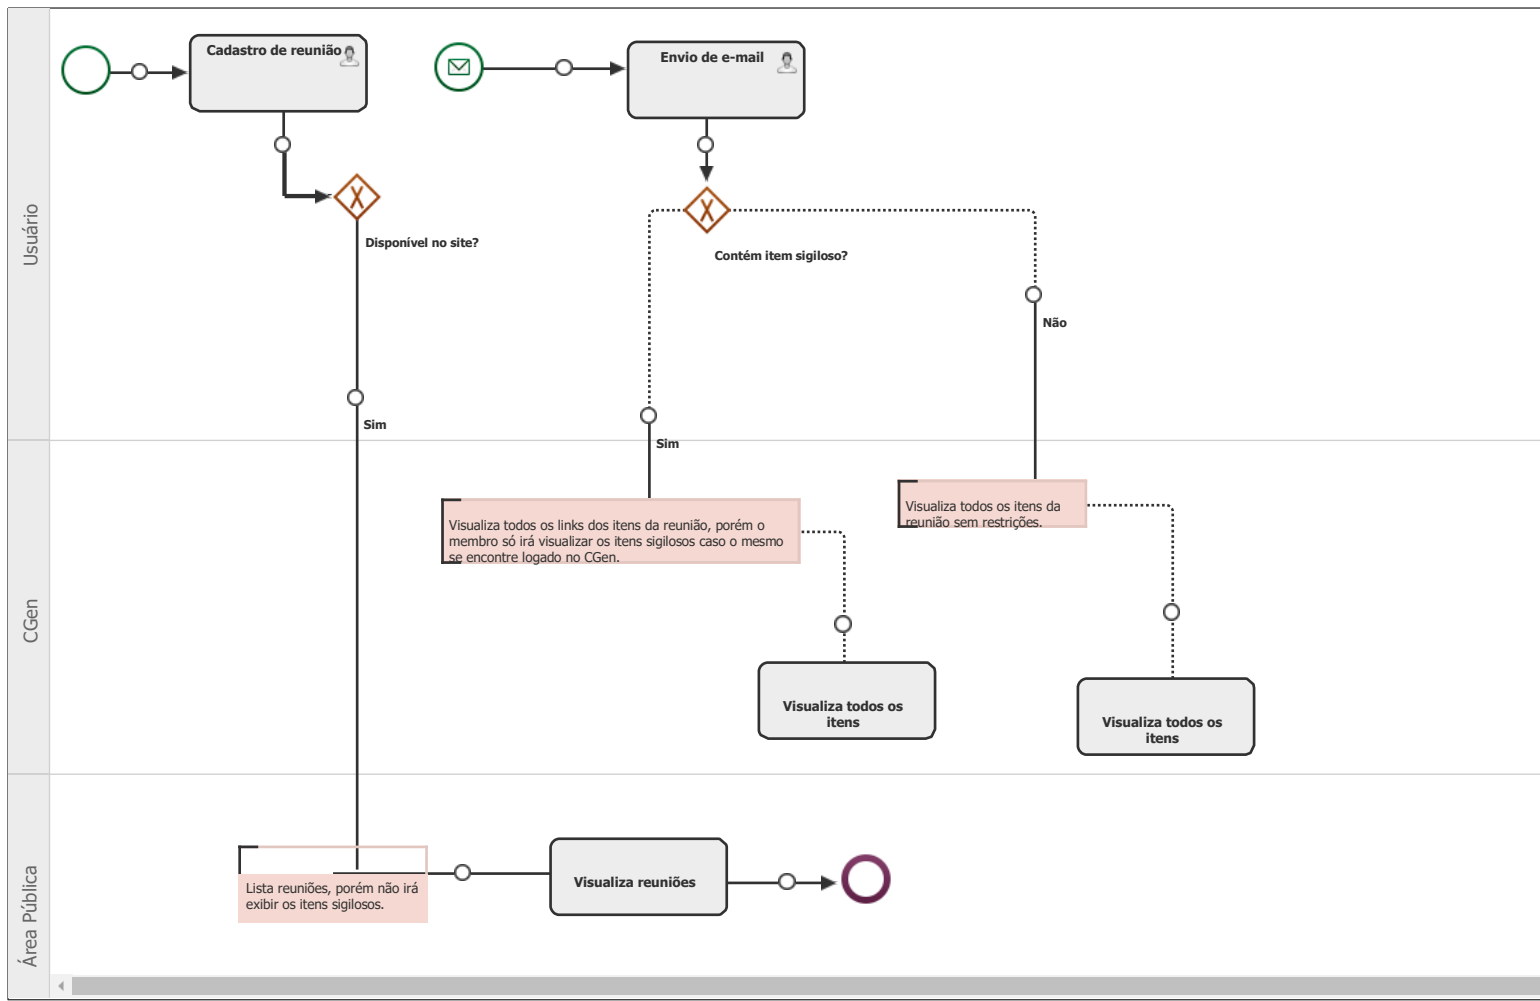 Usuário
Cadastro de reunião
Envio de e-mail
Disponível no site?
Contém item sigiloso?
Não
Sim
Sim
CGen
Visualiza todos os links dos itens da reunião, porém o
membro só irá visualizar os itens sigilosos caso o mesmo
se encontre logado no CGen.
Visualiza todos os itens da
reunião sem restrições.
Visualiza todos os
itens
Visualiza todos os
itens
Área Pública
Lista reuniões, porém não irá
exibir os itens sigilosos.
Visualiza reuniões